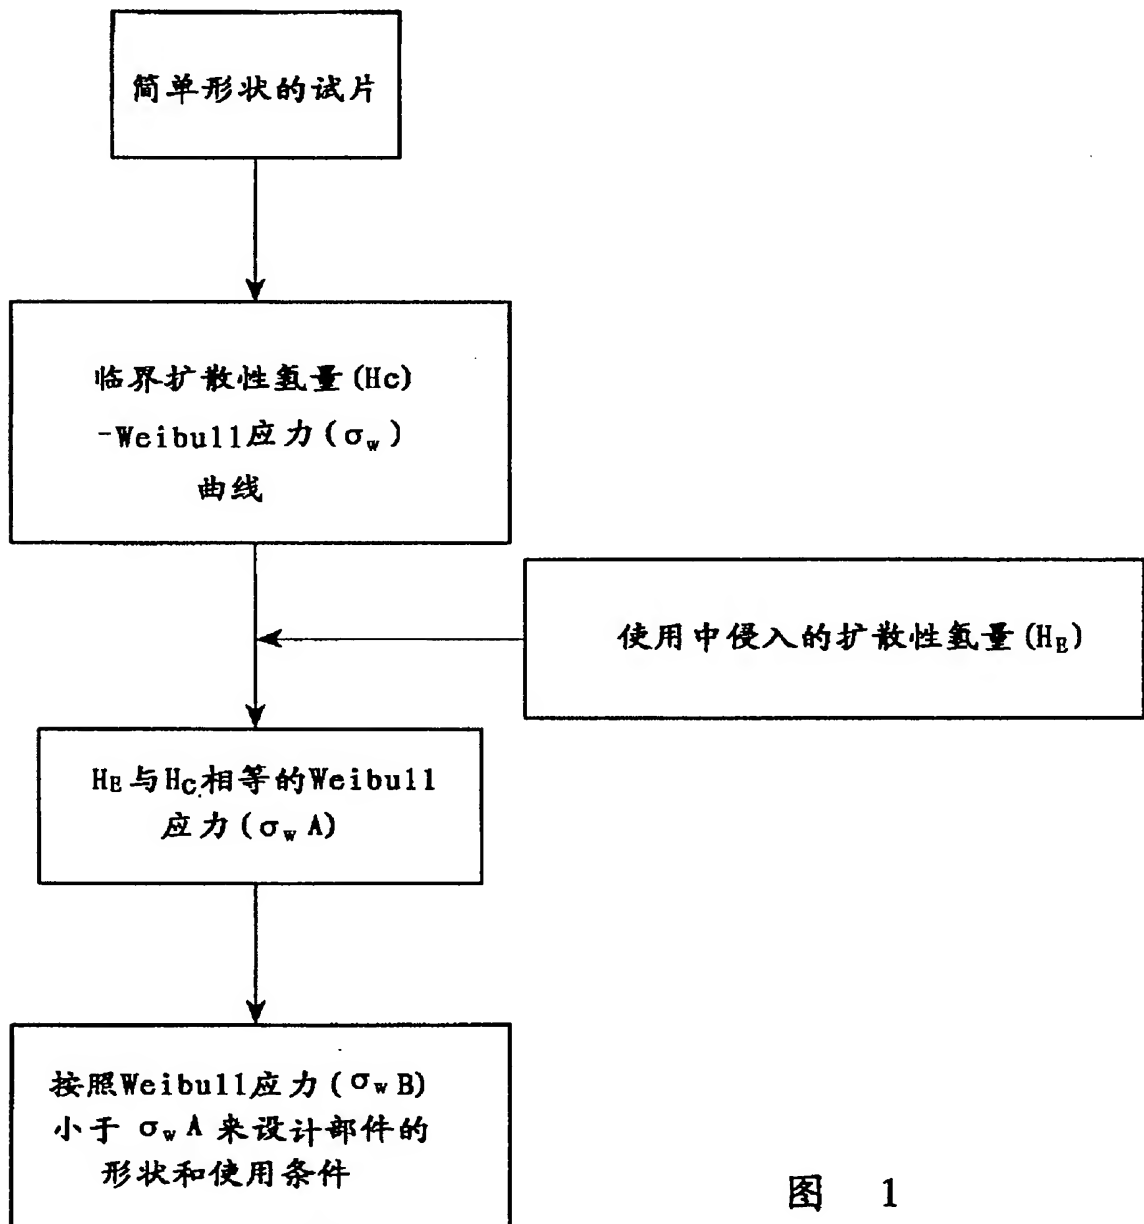 简单形状的试片
临界扩散性氢量(Hc)
-Weibull应力(σw)
曲线
使用中侵入的扩散性氢量(HE)
HE与HC相等的Weibull
应力(σw A)
按照Weibull应力(σw B)
小于 σw A 来设计部件的
形状和使用条件
图 1